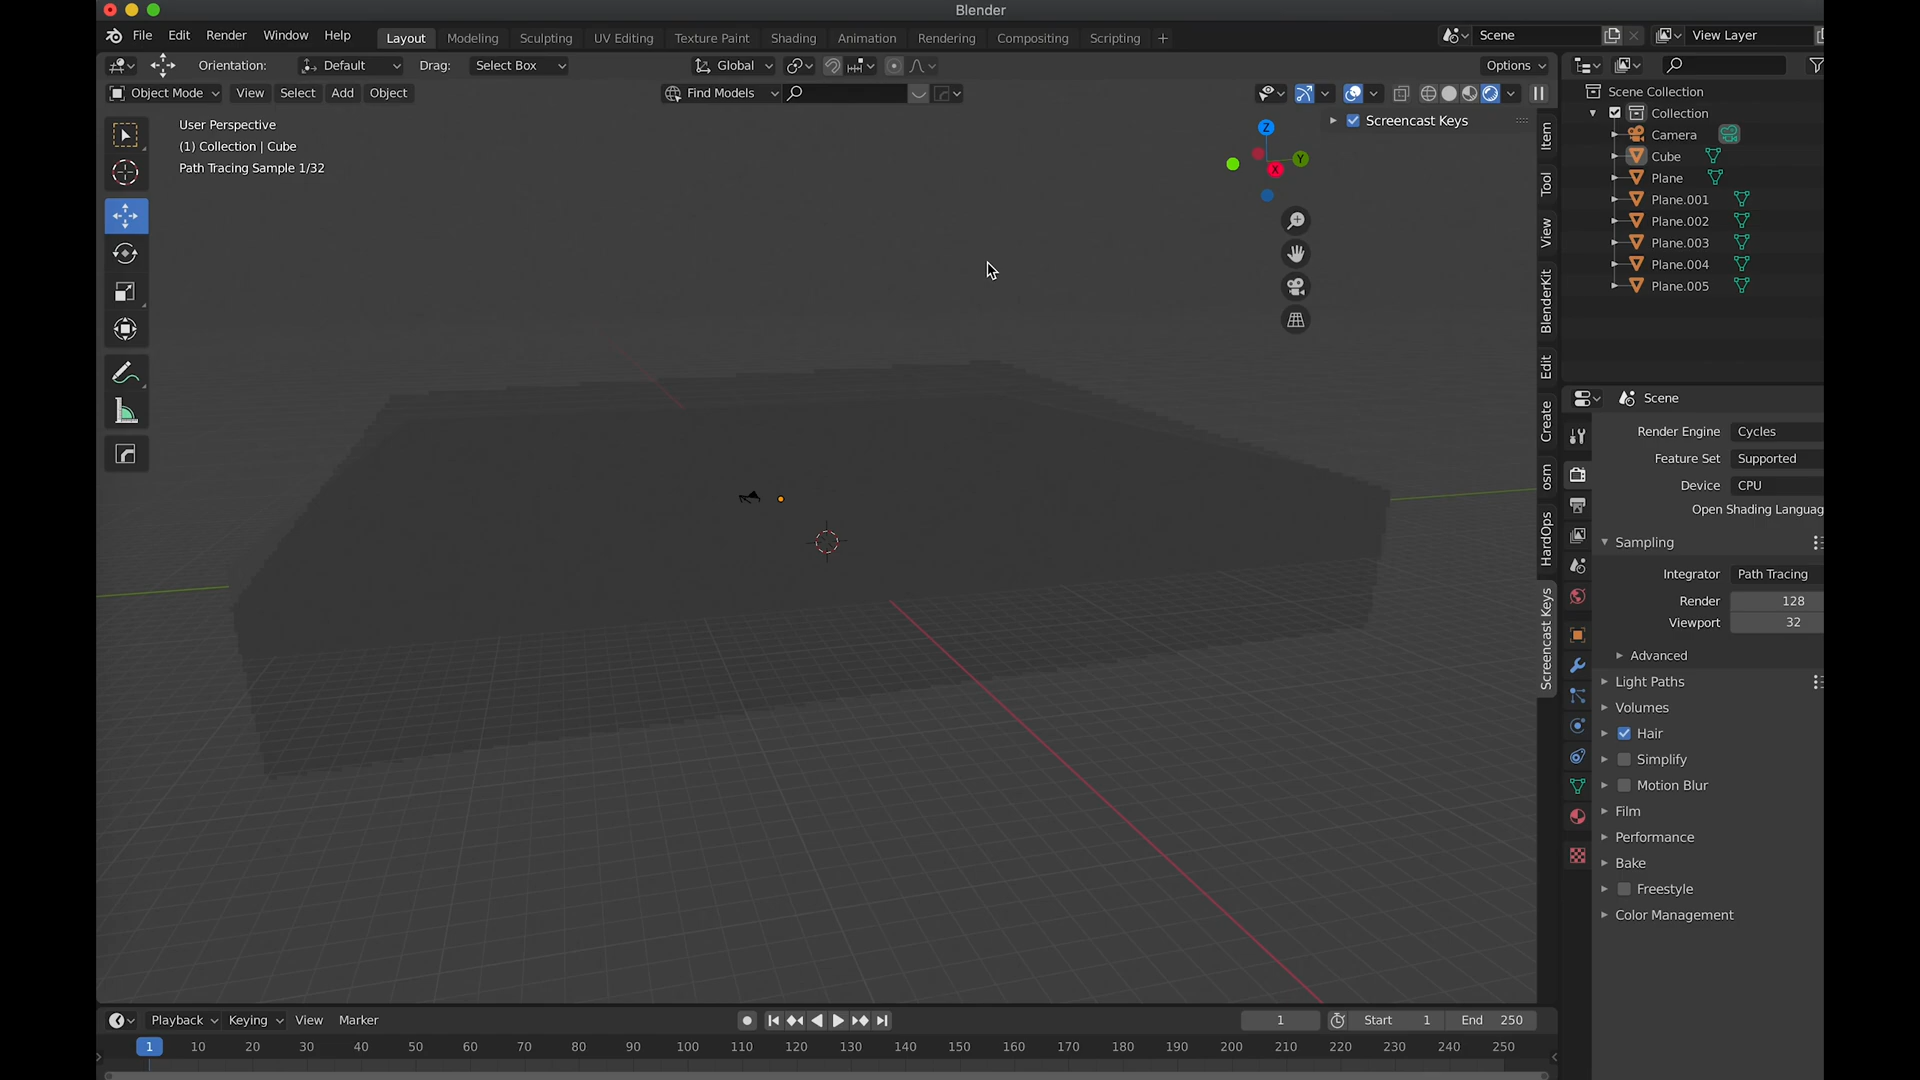 Blender
File Edit Render Window Help Layout Modeling Sculpting UV Editing Texture Paint Shading Animation Rendering Compositing Scripting + Scene View Layer
Orientation: Default Drag: Select Box Global Options
Object Mode View Select Add Object Find Models
User Perspective
(1) Collection | Cube
Path Tracing Sample 1/32
Z
Y
X
Screencast Keys
Item
Tool
View
BlenderKit
Edit
Create
osm
HardOps
Screencast Keys
Scene Collection
Collection
Camera
Cube
Plane
Plane.001
Plane.002
Plane.003
Plane.004
Plane.005
Scene
Render Engine Cycles
Feature Set Supported
Device CPU
Open Shading Languag
Sampling
Integrator Path Tracing
Render 128
Viewport 32
Advanced
Light Paths
Volumes
Hair
Simplify
Motion Blur
Film
Performance
Bake
Freestyle
Color Management
Playback Keying View Marker 1 Start 1 End 250
1 10 20 30 40 50 60 70 80 90 100 110 120 130 140 150 160 170 180 190 200 210 220 230 240 250